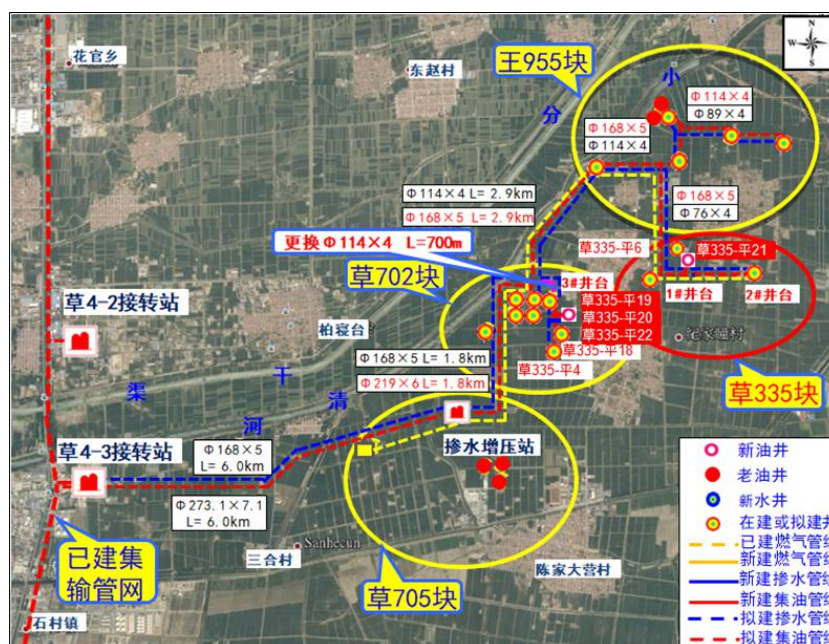 花官乡
东赵村
王955块
小
分
N
W
E
S
Φ114×4
Φ89×4
Φ168×5
Φ114×4
Φ114×4 L= 2.9km
Φ168×5 L= 2.9km
Φ168×5
Φ76×4
更换Φ114×4 L=700m
草335-平6
草335-平21
草702块
3#井台
草335-平19
1#井台
2#井台
草4-2接转站
草335-平20
柏寝台
草335-平22
草335-平18
Φ168×5 L= 1.8km
草335-平4
Φ219×6 L= 1.8km
草335块
干
渠
清
河
草4-3接转站
Φ168×5
L= 6.0km
掺水增压站
Φ273.1×7.1
L= 6.0km
新油井
老油井
新水井
在建或拟建井
已建燃气管线
新建燃气管线
新建掺水管线
新建集油管线
拟建掺水管线
拟建集油管线
已建集
输管网
三合村
Sanhecun
陈家大营村
草705块
石村镇